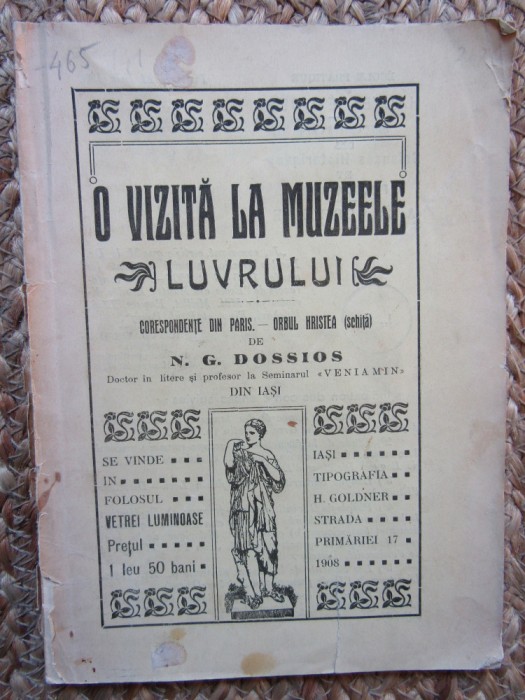 465
O VIZITĂ LA MUZEELE
LUVRULUI
CORESPONDENȚE DIN PARIS. — ORBUL HRISTEA (schiță)
DE
N. G. DOSSIOS
Doctor în litere și profesor la Seminarul «VENIAMIN»
DIN IAȘI
SE VINDE
IN
FOLOSUL
VETREI LUMINOASE
Prețul
1 leu 50 bani
IAȘI
TIPOGRAFIA
H. GOLDNER
STRADA
PRIMĂRIEI 17
1908